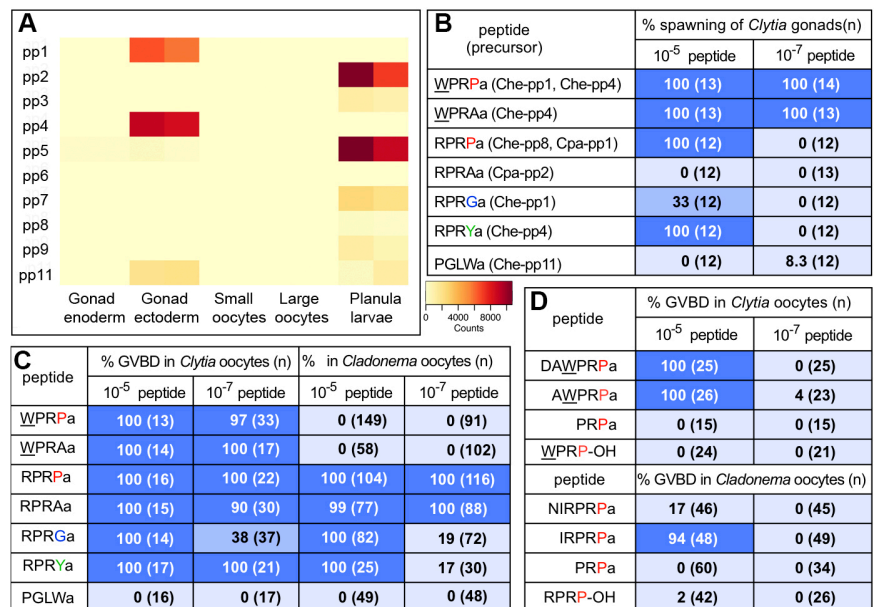 A
pp1
pp2
pp3
pp4
pp5
pp6
pp7
pp8
pp9
pp11
Gonad enoderm
Gonad ectoderm
Small oocytes
Large oocytes
Planula larvae
0 4000 8000
Counts
B
peptide (precursor)
% spawning of Clytia gonads(n)
10-5 peptide 10-7 peptide
WPRPa (Che-pp1, Che-pp4) 100 (13) 100 (14)
WPRAa (Che-pp4) 100 (13) 100 (13)
RPRPa (Che-pp8, Cpa-pp1) 100 (12) 0 (12)
RPRAa (Cpa-pp2) 0 (12) 0 (13)
RPRGa (Che-pp1) 33 (12) 0 (12)
RPRYa (Che-pp4) 100 (12) 0 (12)
PGLWa (Che-pp11) 0 (12) 8.3 (12)
C
peptide
% GVBD in Clytia oocytes (n) % in Cladonema oocytes (n)
10-5 peptide 10-7 peptide 10-5 peptide 10-7 peptide
WPRPa 100 (13) 97 (33) 0 (149) 0 (91)
WPRAa 100 (14) 100 (17) 0 (58) 0 (102)
RPRPa 100 (16) 100 (22) 100 (104) 100 (116)
RPRAa 100 (15) 90 (30) 99 (77) 100 (88)
RPRGa 100 (14) 38 (37) 100 (82) 19 (72)
RPRYa 100 (17) 100 (21) 100 (25) 17 (30)
PGLWa 0 (16) 0 (17) 0 (49) 0 (48)
D
peptide
% GVBD in Clytia oocytes (n)
10-5 peptide 10-7 peptide
DAWPRPa 100 (25) 0 (25)
AWPRPa 100 (26) 4 (23)
PRPa 0 (15) 0 (15)
WPRP-OH 0 (24) 0 (21)
peptide % GVBD in Cladonema oocytes (n)
NIRPRPa 17 (46) 0 (45)
IRPRPa 94 (48) 0 (49)
PRPa 0 (60) 0 (34)
RPRP-OH 2 (42) 0 (26)